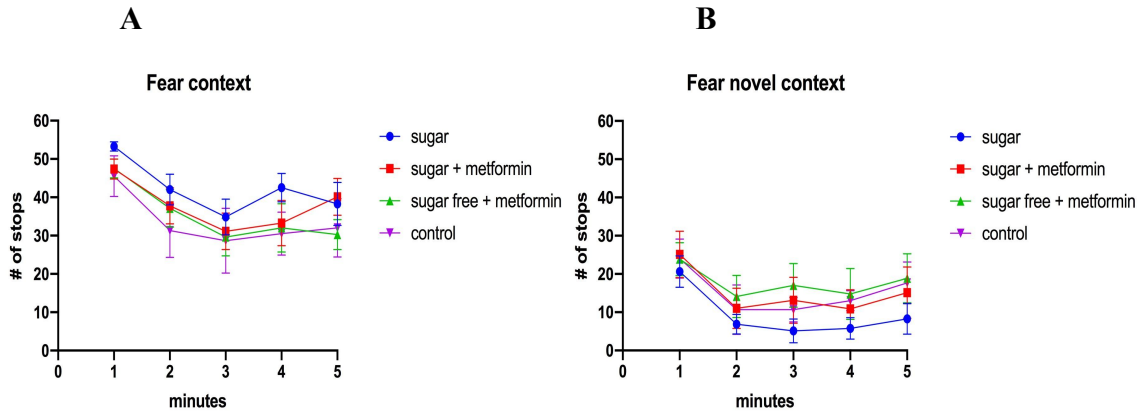 A
Fear context
# of stops
60
50
40
30
20
10
0
0 1 2 3 4 5
minutes
sugar
sugar + metformin
sugar free + metformin
control
B
Fear novel context
# of stops
60
50
40
30
20
10
0
0 1 2 3 4 5
minutes
sugar
sugar + metformin
sugar free + metformin
control